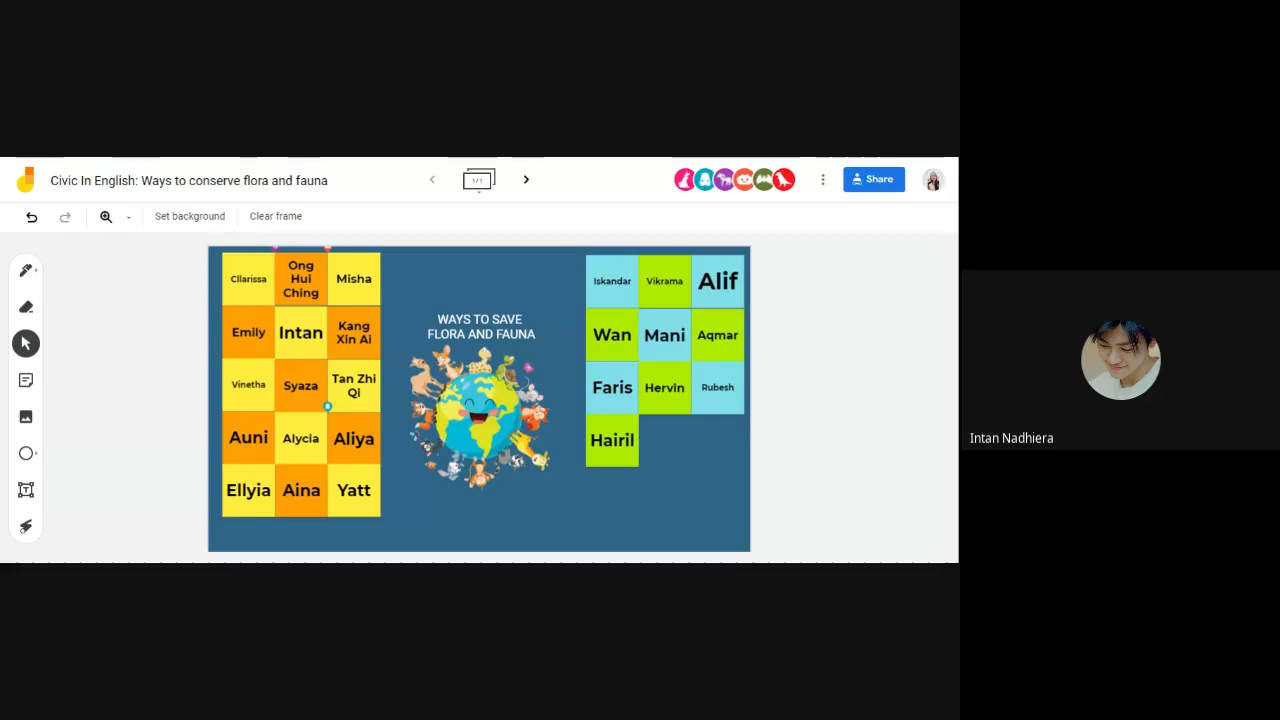 Civic In English: Ways to conserve flora and fauna
1/1
Share
Set background
Clear frame
Cllarissa
Ong
Hui
Ching
Misha
Emily
Intan
Kang
Xin Ai
Vinetha
Syaza
Tan Zhi
Qi
Auni
Alycia
Aliya
Ellyia
Aina
Yatt
WAYS TO SAVE
FLORA AND FAUNA
Iskandar
Vikrama
Alif
Wan
Mani
Aqmar
Faris
Hervin
Rubesh
Hairil
Intan Nadhiera